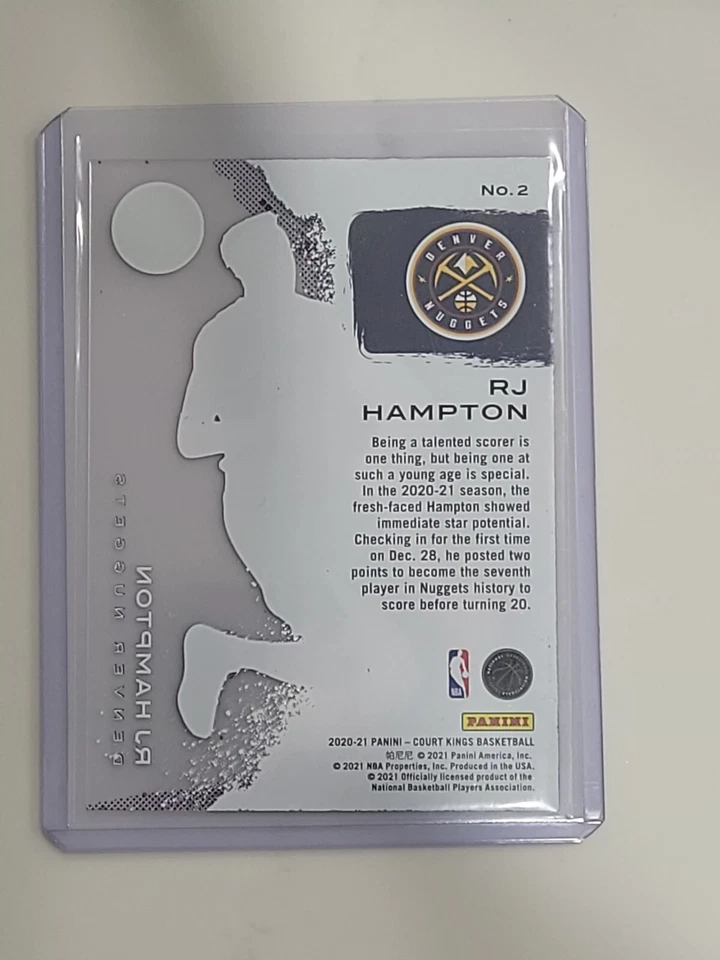 No. 2
DENVER
NUGGETS
RJ
HAMPTON
Being a talented scorer is
one thing, but being one at
such a young age is special.
In the 2020-21 season, the
fresh-faced Hampton showed
immediate star potential.
Checking in for the first time
on Dec. 28, he posted two
points to become the seventh
player in Nuggets history to
score before turning 20.
NBA
PANINI
2020-21 PANINI – COURT KINGS BASKETBALL
帕尼尼 © 2021 Panini America, Inc.
© 2021 NBA Properties, Inc. Produced in the USA.
© 2021 Officially licensed product of the
National Basketball Players Association.
RJ HAMPTON
DENVER NUGGETS